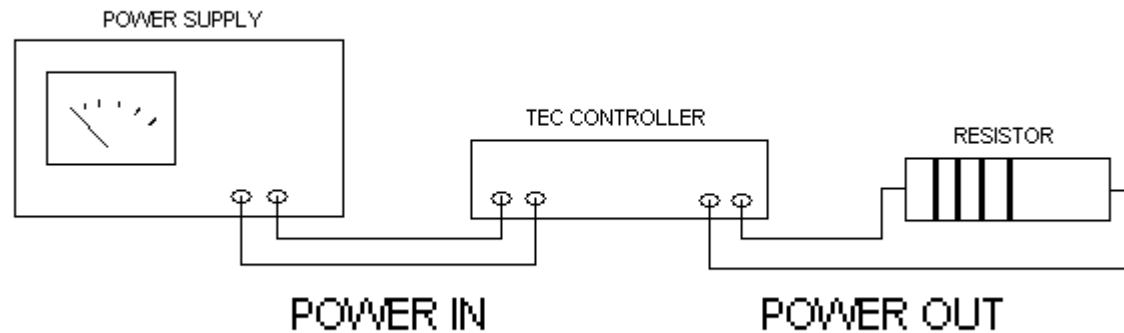 POWER SUPPLY
TEC CONTROLLER
RESISTOR
POWER IN
POWER OUT